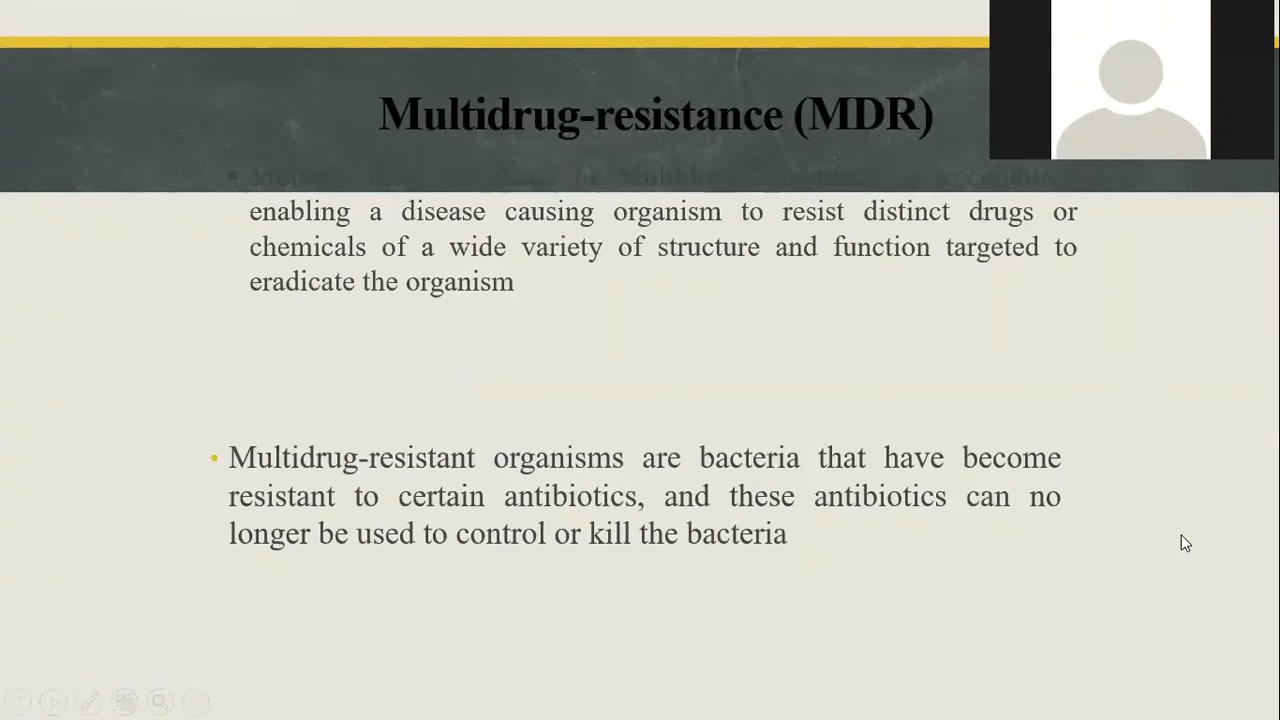 Multidrug-resistance (MDR)
enabling a disease causing organism to resist distinct drugs or
chemicals of a wide variety of structure and function targeted to
eradicate the organism
• Multidrug-resistant organisms are bacteria that have become
resistant to certain antibiotics, and these antibiotics can no
longer be used to control or kill the bacteria